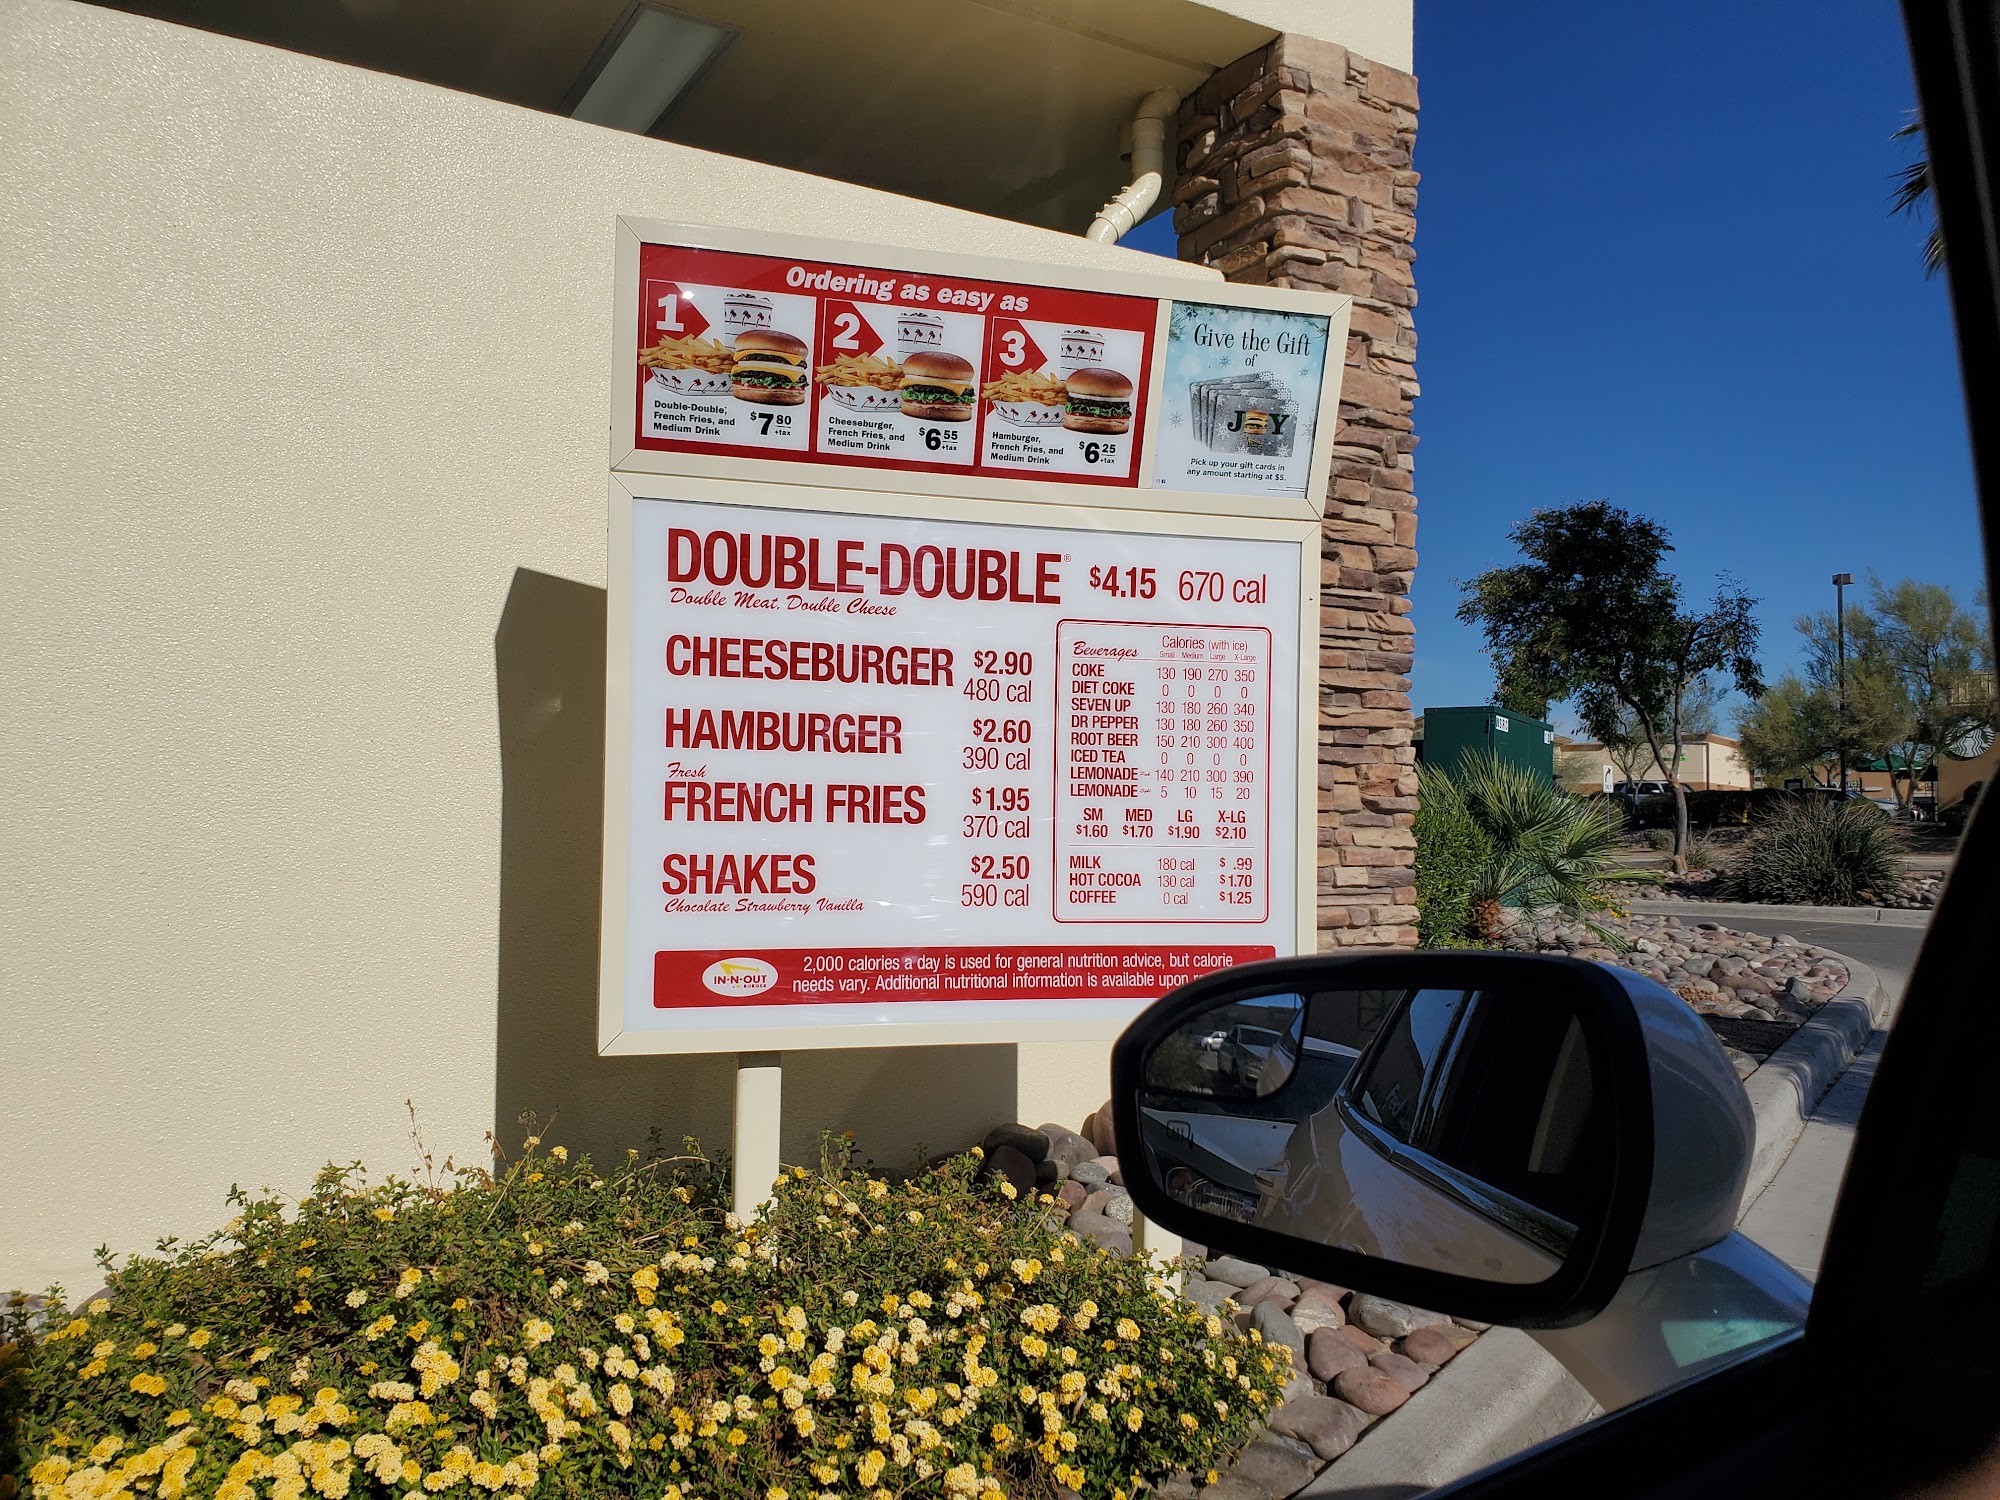 Ordering as easy as
1
Double-Double,
French Fries, and
Medium Drink
$7 80
+tax
2
Cheeseburger,
French Fries, and
Medium Drink
$6 55
+tax
3
Hamburger,
French Fries, and
Medium Drink
$6 25
+tax
Give the Gift
of
JOY
Pick up your gift cards in
any amount starting at $5.
DOUBLE-DOUBLE® $4.15 670 cal
Double Meat, Double Cheese
CHEESEBURGER $2.90
480 cal
HAMBURGER $2.60
390 cal
Fresh
FRENCH FRIES $1.95
370 cal
SHAKES $2.50
Chocolate Strawberry Vanilla 590 cal
Beverages Calories (with ice)
Small Medium Large X-Large
COKE 130 190 270 350
DIET COKE 0 0 0 0
SEVEN UP 130 180 260 340
DR PEPPER 130 180 260 350
ROOT BEER 150 210 300 400
ICED TEA 0 0 0 0
LEMONADE Pink 140 210 300 390
LEMONADE Light 5 10 15 20
SM MED LG X-LG
$1.60 $1.70 $1.90 $2.10
MILK 180 cal $ .99
HOT COCOA 130 cal $1.70
COFFEE 0 cal $1.25
IN-N-OUT
BURGER
2,000 calories a day is used for general nutrition advice, but calorie
needs vary. Additional nutritional information is available upon